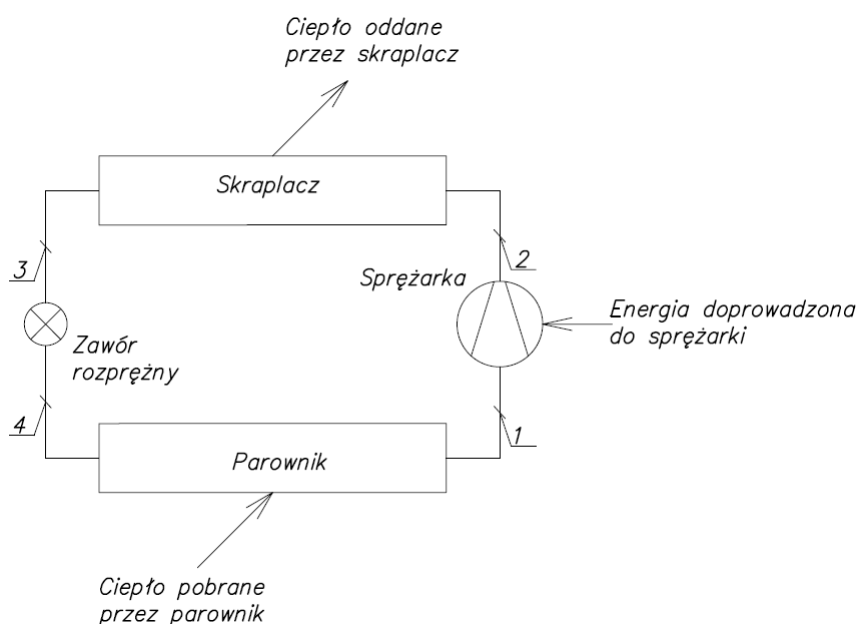 Ciepło oddane
przez skraplacz
Skraplacz
3
2
Sprężarka
Energia doprowadzona
do sprężarki
Zawór
rozprężny
4
1
Parownik
Ciepło pobrane
przez parownik